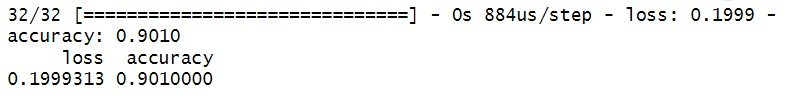 32/32 [==============================] - 0s 884us/step - loss: 0.1999 -
accuracy: 0.9010
     loss  accuracy
0.1999313 0.9010000